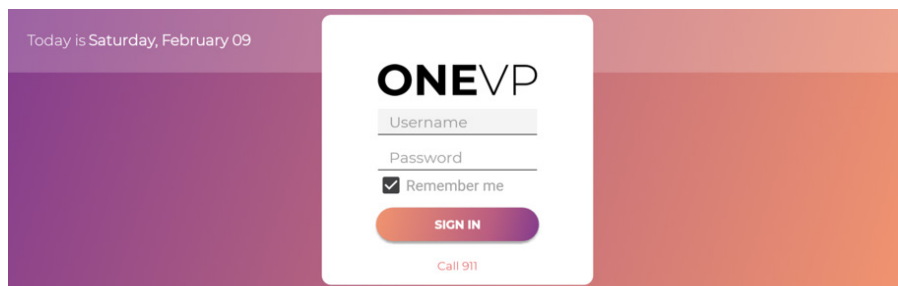 Today is Saturday, February 09
ONEVP
Username
Password
Remember me
SIGN IN
Call 911